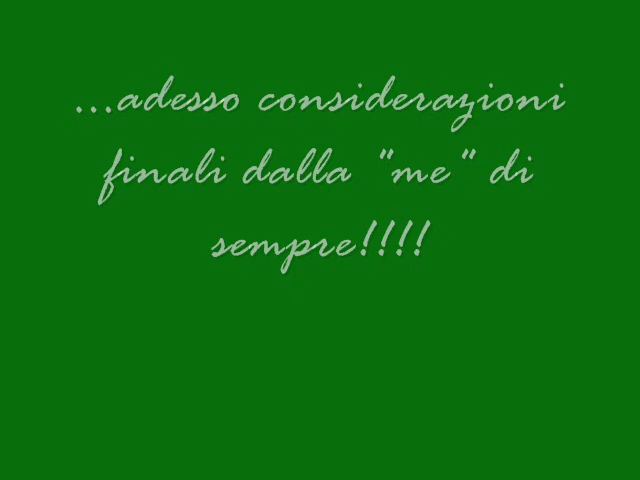 ...adesso considerazioni
finali dalla "me" di
sempre!!!!